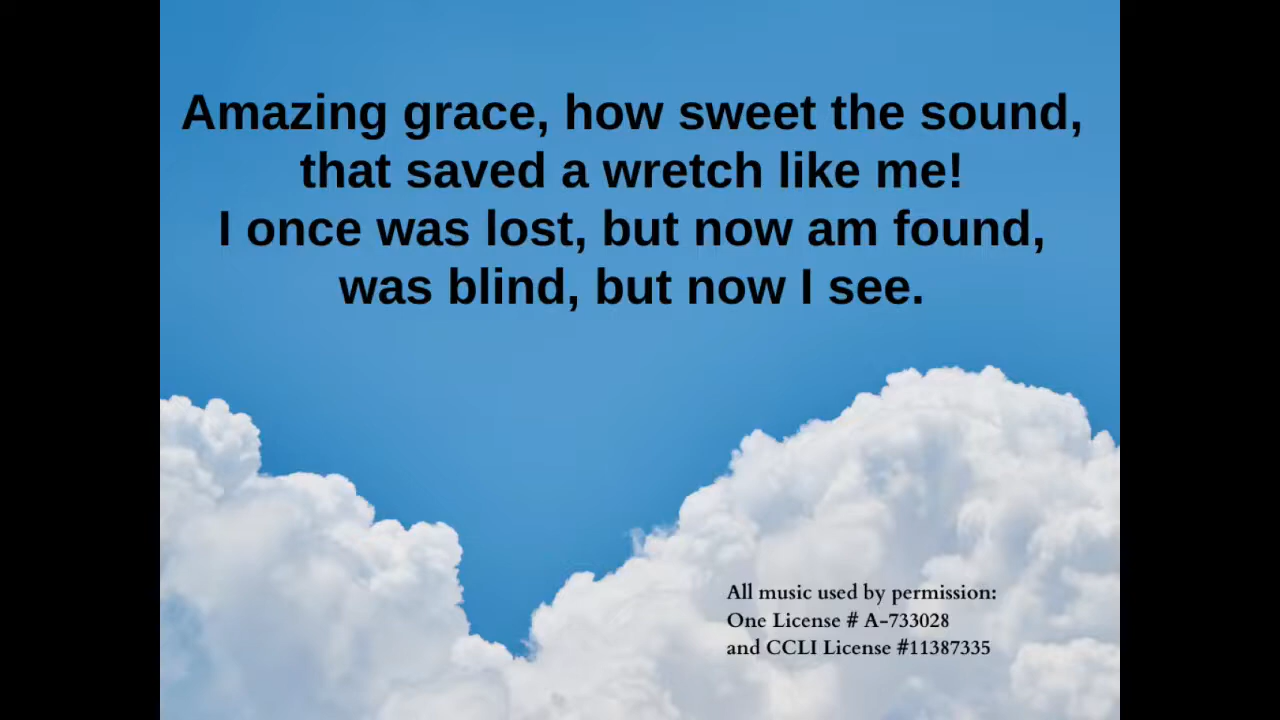 Amazing grace, how sweet the sound,
that saved a wretch like me!
I once was lost, but now am found,
was blind, but now I see.
All music used by permission:
One License # A-733028
and CCLI License #11387335